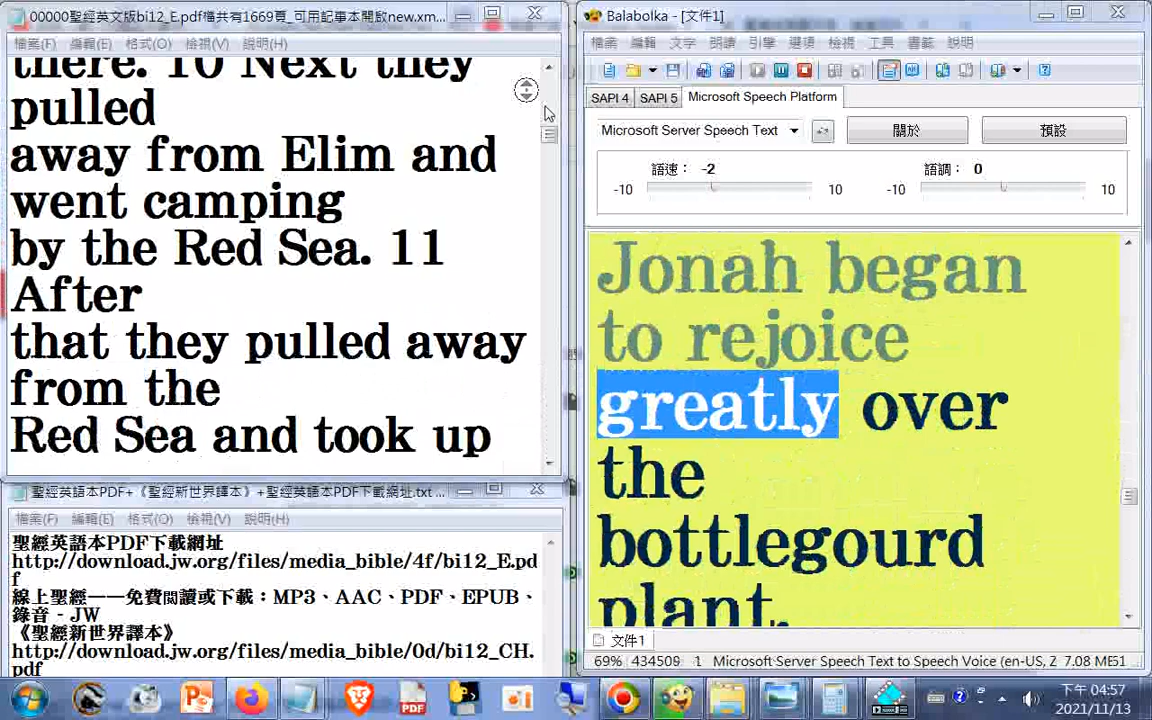 00000聖經英文版bi12_E.pdf檔共有1669頁_可用記事本開啟new.xm...
檔案(F) 編輯(E) 格式(O) 檢視(V) 說明(H)
there. 10 Next they
pulled
away from Elim and
went camping
by the Red Sea. 11
After
that they pulled away
from the
Red Sea and took up
聖經英語本PDF+《聖經新世界譯本》+聖經英語本PDF下載網址.txt ...
檔案(F) 編輯(E) 格式(O) 檢視(V) 說明(H)
聖經英語本PDF下載網址
http://download.jw.org/files/media_bible/4f/bi12_E.pd
f
線上聖經——免費閱讀或下載：MP3、AAC、PDF、EPUB、
錄音 - JW
《聖經新世界譯本》
http://download.jw.org/files/media_bible/0d/bi12_CH.
pdf
Balabolka - [文件1]
檔案 編輯 文字 朗讀 引擎 選項 檢視 工具 書籤 說明
SAPI 4 SAPI 5 Microsoft Speech Platform
Microsoft Server Speech Text 關於 預設
語速： -2 語調： 0
-10 10 -10 10
Jonah began
to rejoice
greatly over
the
bottlegourd
plant.
文件1
69% 434509 1 Microsoft Server Speech Text to Speech Voice (en-US, Z 7.08 ME51
PDF
下午 04:57
2021/11/13